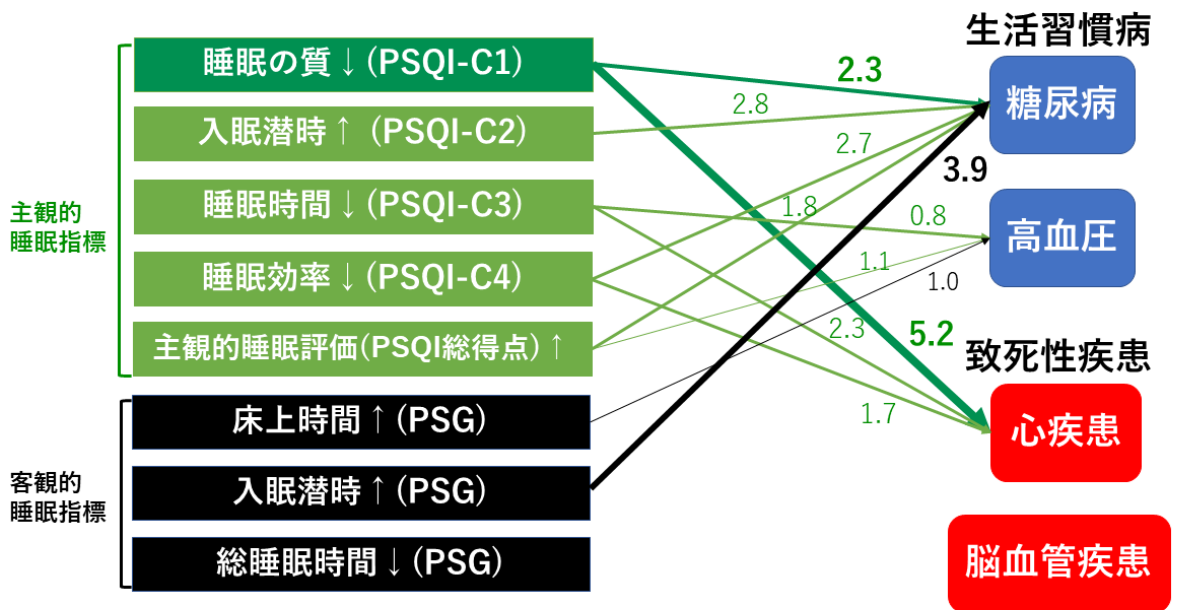 生活習慣病
睡眠の質↓(PSQI-C1)
2.3
糖尿病
入眠潜時↑ (PSQI-C2)
2.8
2.7
3.9
主観的
睡眠指標
睡眠時間↓(PSQI-C3)
1.8
0.8
高血圧
睡眠効率↓(PSQI-C4)
1.1
1.0
主観的睡眠評価(PSQI総得点)↑
2.3
5.2
致死性疾患
床上時間↑(PSG)
1.7
心疾患
客観的
睡眠指標
入眠潜時↑(PSG)
総睡眠時間↓(PSG)
脳血管疾患